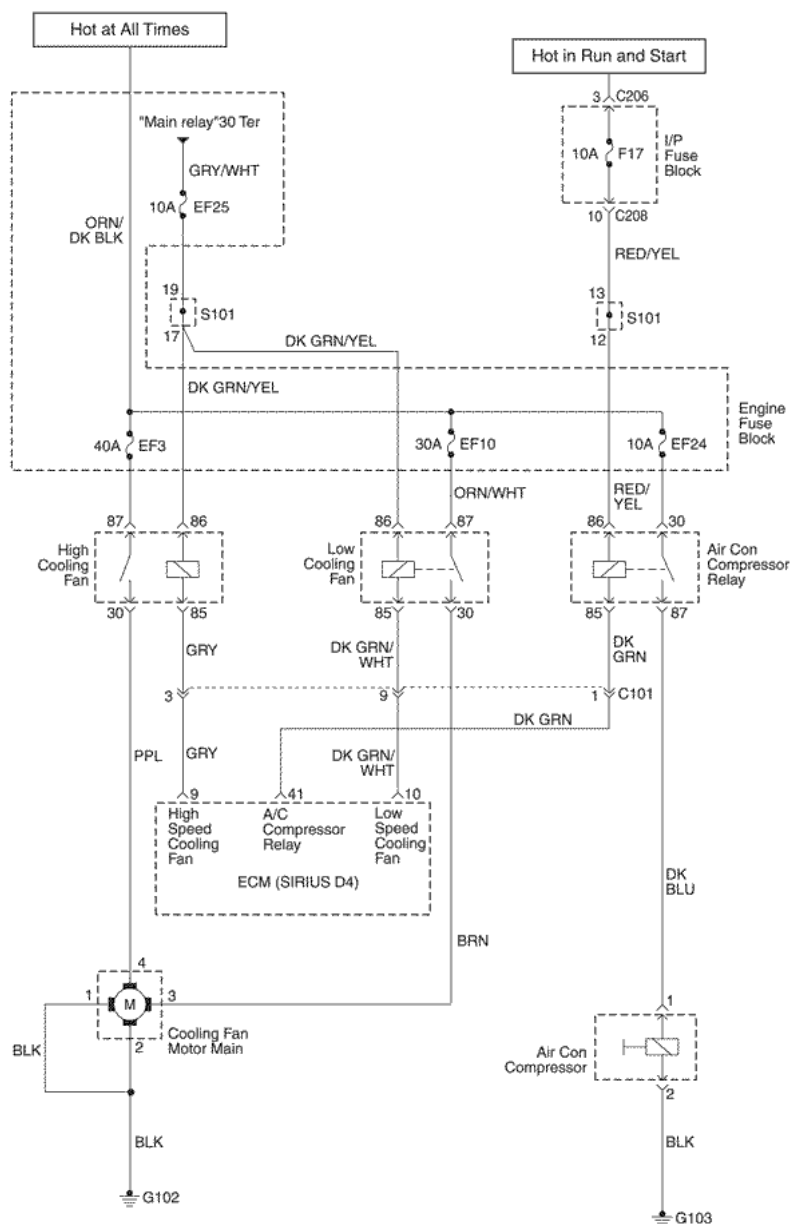 Hot at All Times
Hot in Run and Start
3 C206
"Main relay"30 Ter
I/P
Fuse
Block
10A F17
GRY/WHT
10A EF25
10 C208
ORN/
DK BLK
RED/YEL
19
S101
17
13
S101
12
DK GRN/YEL
DK GRN/YEL
Engine
Fuse
Block
40A EF3
30A EF10
10A EF24
ORN/WHT
RED/
YEL
87
86
86
87
86
30
High
Cooling
Fan
Low
Cooling
Fan
Air Con
Compressor
Relay
30
85
85
30
85
87
GRY
DK GRN/
WHT
DK
GRN
3
9
1 C101
DK GRN
PPL
GRY
DK GRN/
WHT
9
41
10
High
Speed
Cooling
Fan
A/C
Compressor
Relay
Low
Speed
Cooling
Fan
ECM (SIRIUS D4)
DK
BLU
BRN
4
1
M
3
2
Cooling Fan
Motor Main
BLK
1
Air Con
Compressor
2
BLK
BLK
G102
G103